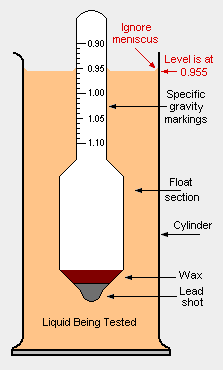 Ignore
meniscus
Level is at
0.955
0.90
0.95
1.00
1.05
1.10
Specific
gravity
markings
Float
section
Cylinder
Wax
Lead
shot
Liquid Being Tested